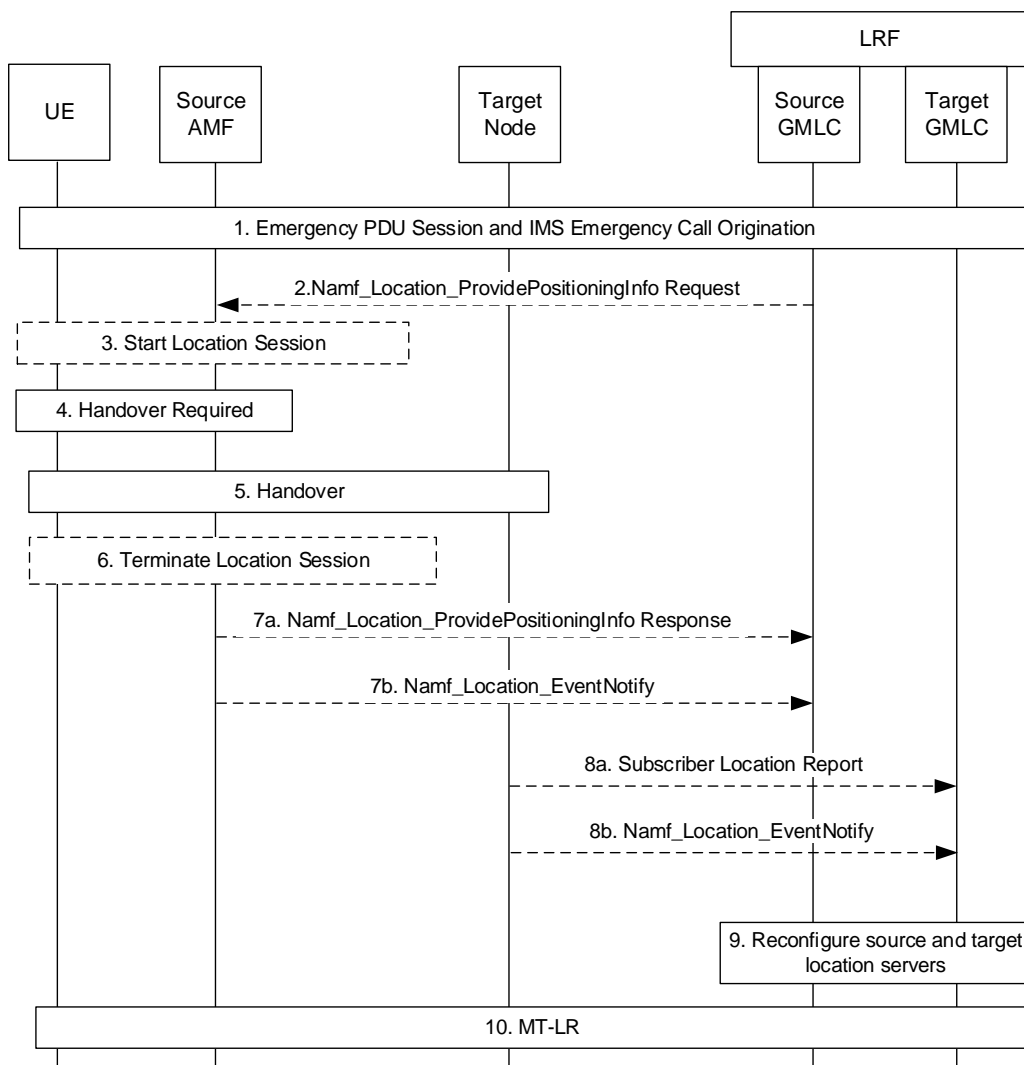 LRF
UE
Source
AMF
Target
Node
Source
GMLC
Target
GMLC
1. Emergency PDU Session and IMS Emergency Call Origination
2.Namf_Location_ProvidePositioningInfo Request
3. Start Location Session
4. Handover Required
5. Handover
6. Terminate Location Session
7a. Namf_Location_ProvidePositioningInfo Response
7b. Namf_Location_EventNotify
8a. Subscriber Location Report
8b. Namf_Location_EventNotify
9. Reconfigure source and target
location servers
10. MT-LR